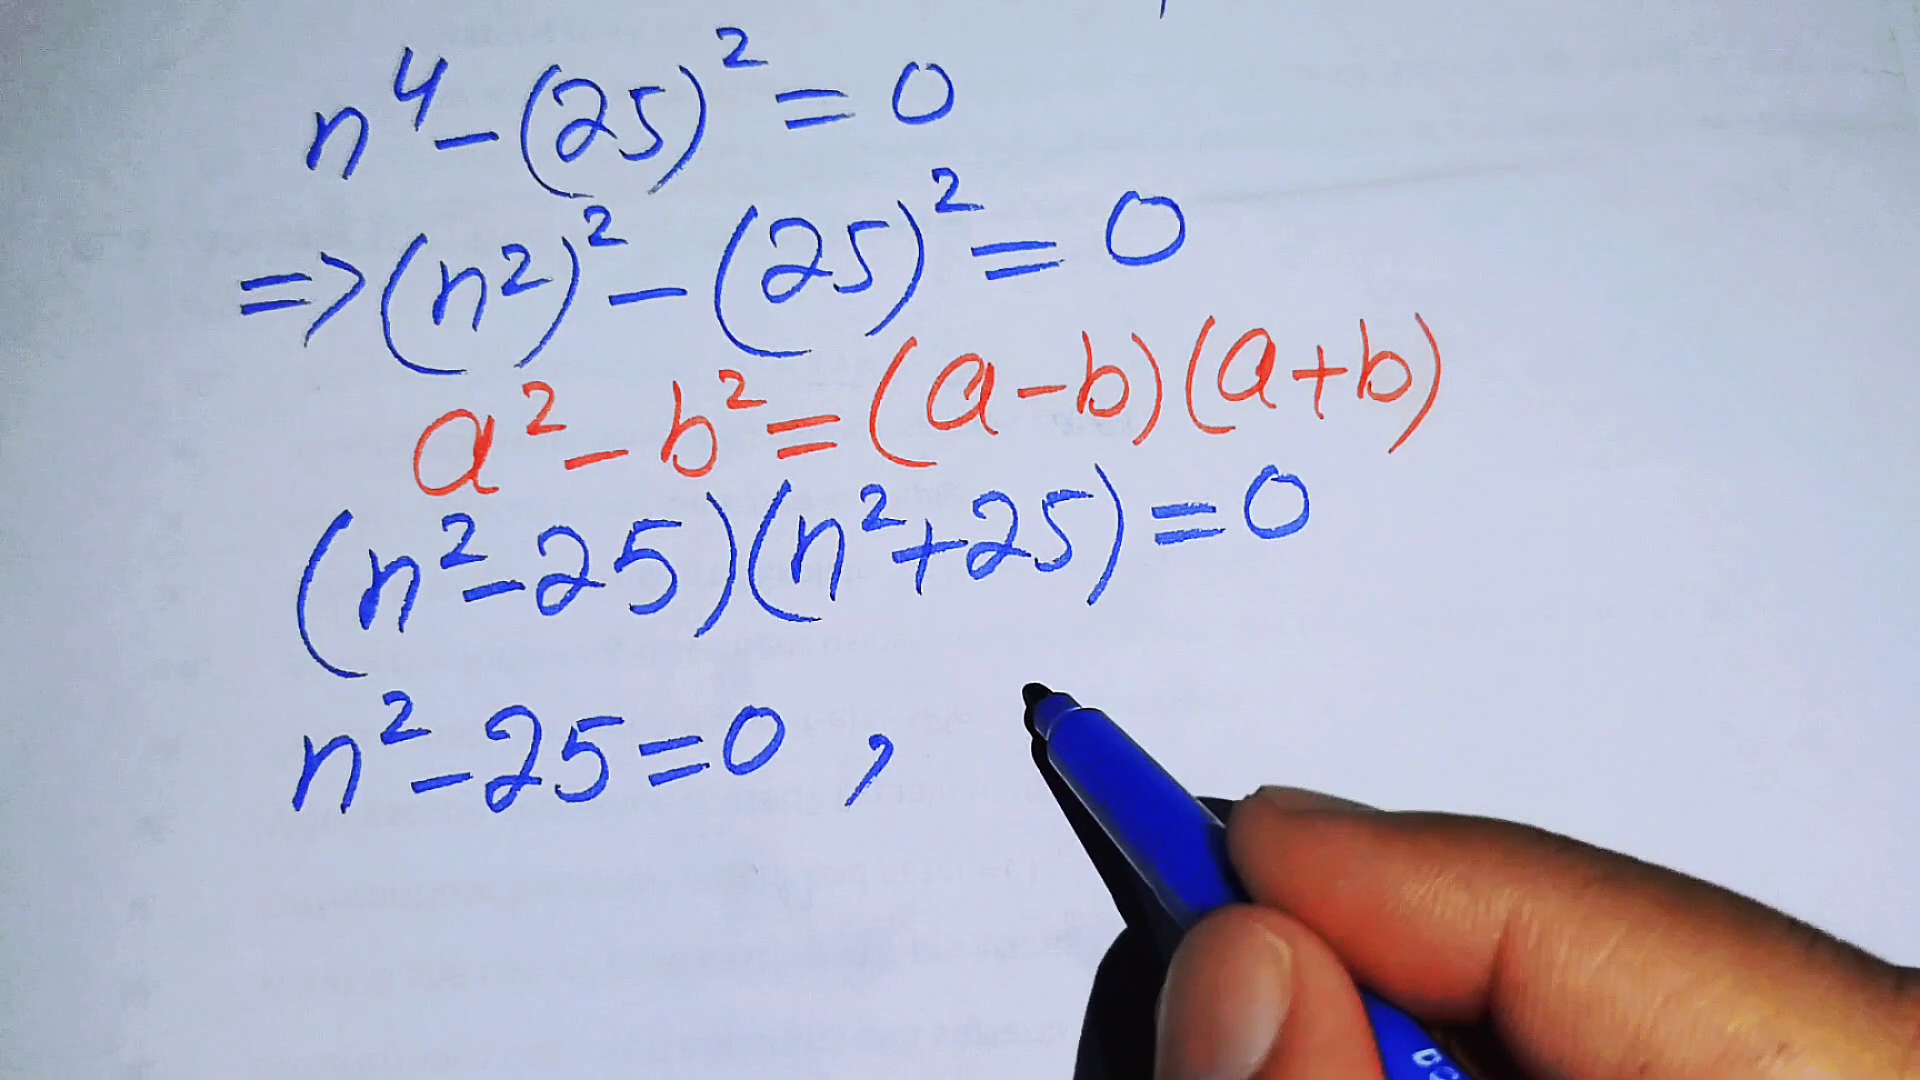 n⁴ - (25)² = 0
=> (n²)² - (25)² = 0
a² - b² = (a - b)(a + b)
(n² - 25)(n² + 25) = 0
n² - 25 = 0 ,